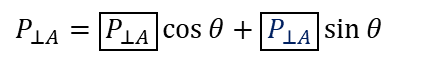 P⊥A = P⊥A cos θ + P⊥A sin θ